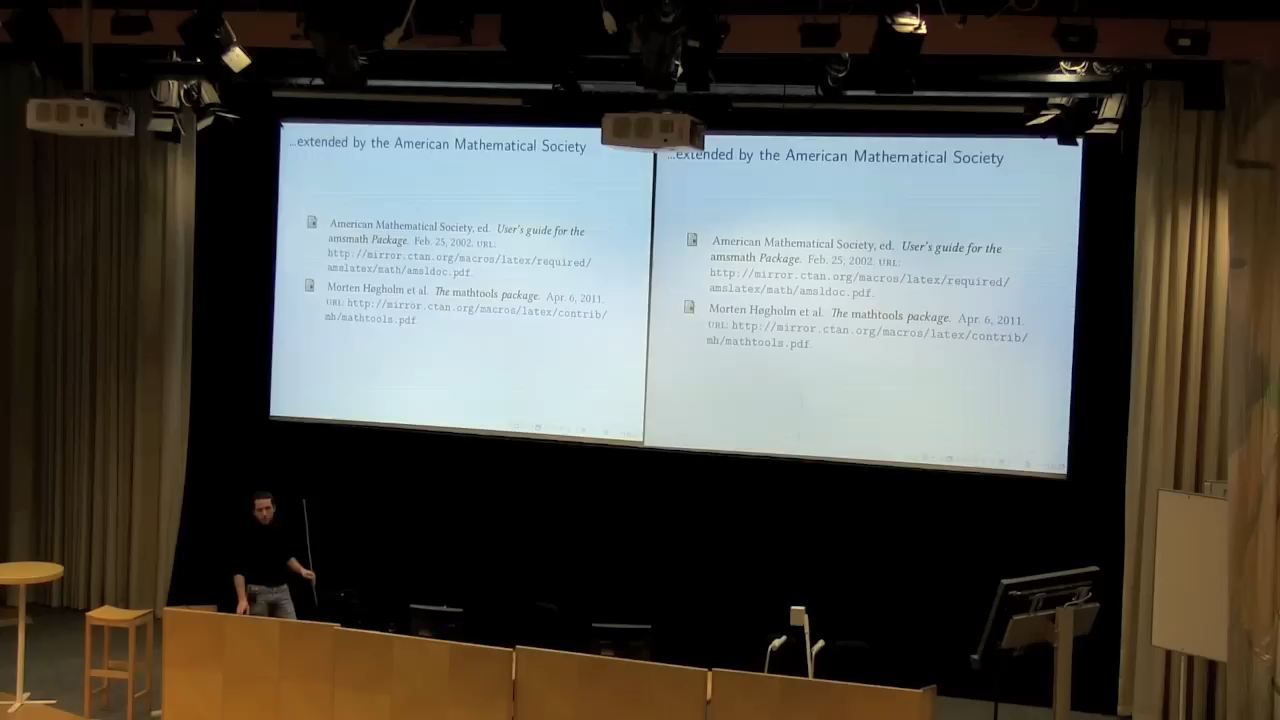 ...extended by the American Mathematical Society
American Mathematical Society, ed. User's guide for the
amsmath Package. Feb. 25, 2002. URL:
http://mirror.ctan.org/macros/latex/required/
amslatex/math/amsldoc.pdf.
Morten Høgholm et al. The mathtools package. Apr. 6, 2011.
URL: http://mirror.ctan.org/macros/latex/contrib/
mh/mathtools.pdf.
...extended by the American Mathematical Society
American Mathematical Society, ed. User's guide for the
amsmath Package. Feb. 25, 2002. URL:
http://mirror.ctan.org/macros/latex/required/
amslatex/math/amsldoc.pdf.
Morten Høgholm et al. The mathtools package. Apr. 6, 2011.
URL: http://mirror.ctan.org/macros/latex/contrib/
mh/mathtools.pdf.